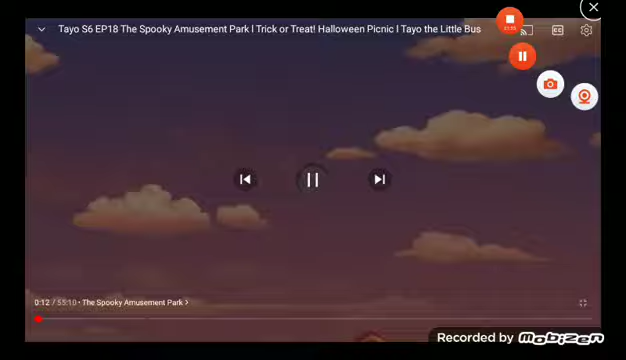 Tayo S6 EP18 The Spooky Amusement Park l Trick or Treat! Halloween Picnic l Tayo the Little Bus
CC
0:12 / 55:10 • The Spooky Amusement Park >
Recorded by mobizen